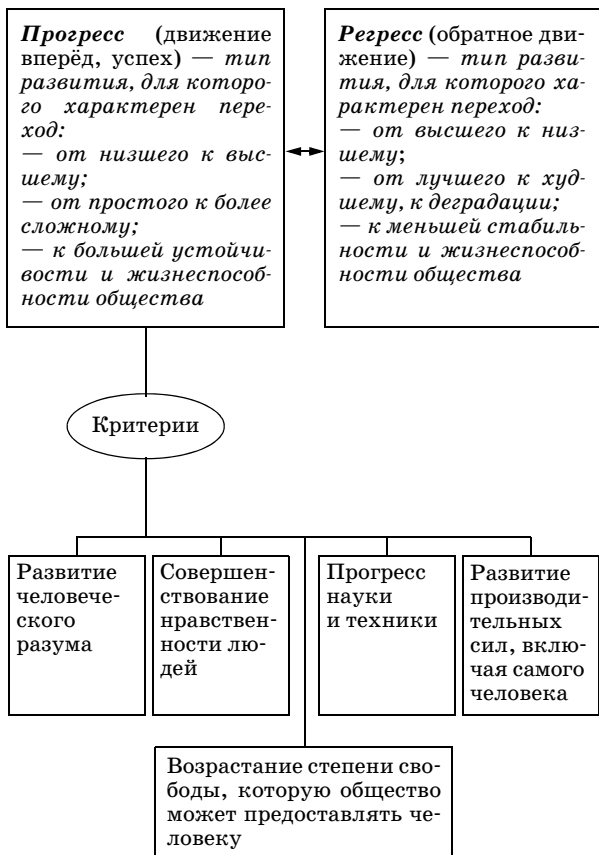 Прогресс (движение
вперёд, успех) — тип
развития, для которо-
го характерен пере-
ход:
— от низшего к выс-
шему;
— от простого к более
сложному;
— к большей устойчи-
вости и жизнеспособ-
ности общества
Регресс (обратное дви-
жение) — тип разви-
тия, для которого ха-
рактерен переход:
— от высшего к низ-
шему;
— от лучшего к худ-
шему, к деградации;
— к меньшей стабиль-
ности и жизнеспособ-
ности общества
Критерии
Развитие
человече-
ского
разума
Совершен-
ствование
нравствен-
ности лю-
дей
Прогресс
науки
и техники
Развитие
производи-
тельных
сил, вклю-
чая самого
человека
Возрастание степени сво-
боды, которую общество
может предоставлять че-
ловеку